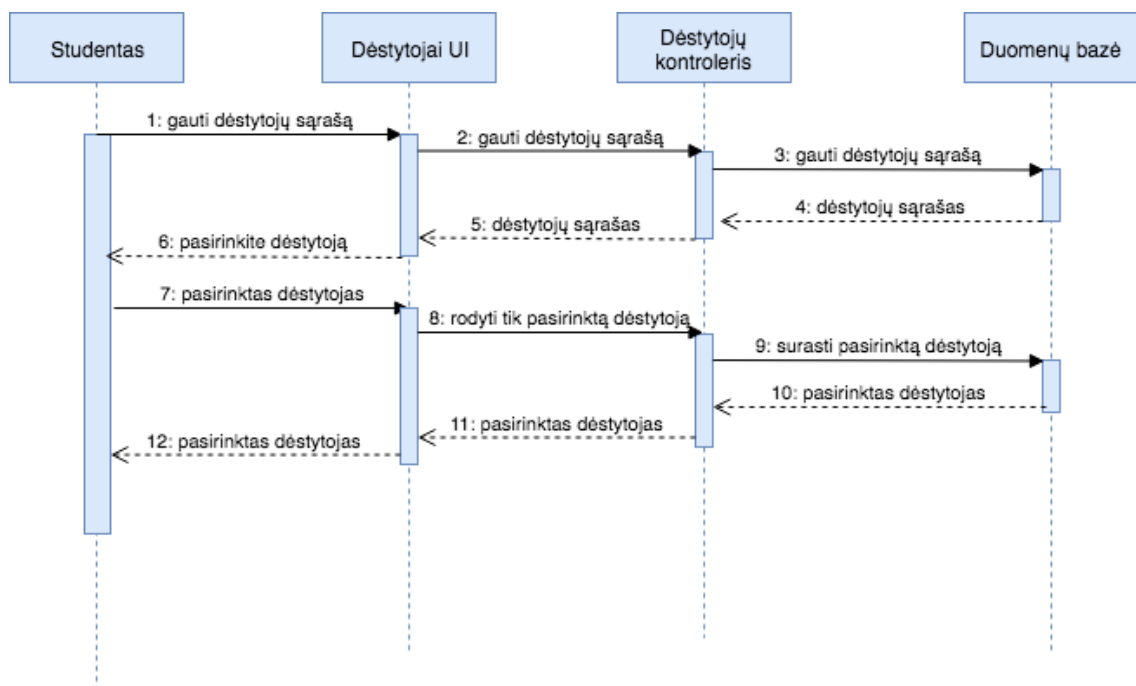 Studentas
Dėstytojai UI
Dėstytojų
kontroleris
Duomenų bazė
1: gauti dėstytojų sąrašą
2: gauti dėstytojų sąrašą
3: gauti dėstytojų sąrašą
4: dėstytojų sąrašas
5: dėstytojų sąrašas
6: pasirinkite dėstytoją
7: pasirinktas dėstytojas
8: rodyti tik pasirinktą dėstytoją
9: surasti pasirinktą dėstytoją
10: pasirinktas dėstytojas
11: pasirinktas dėstytojas
12: pasirinktas dėstytojas